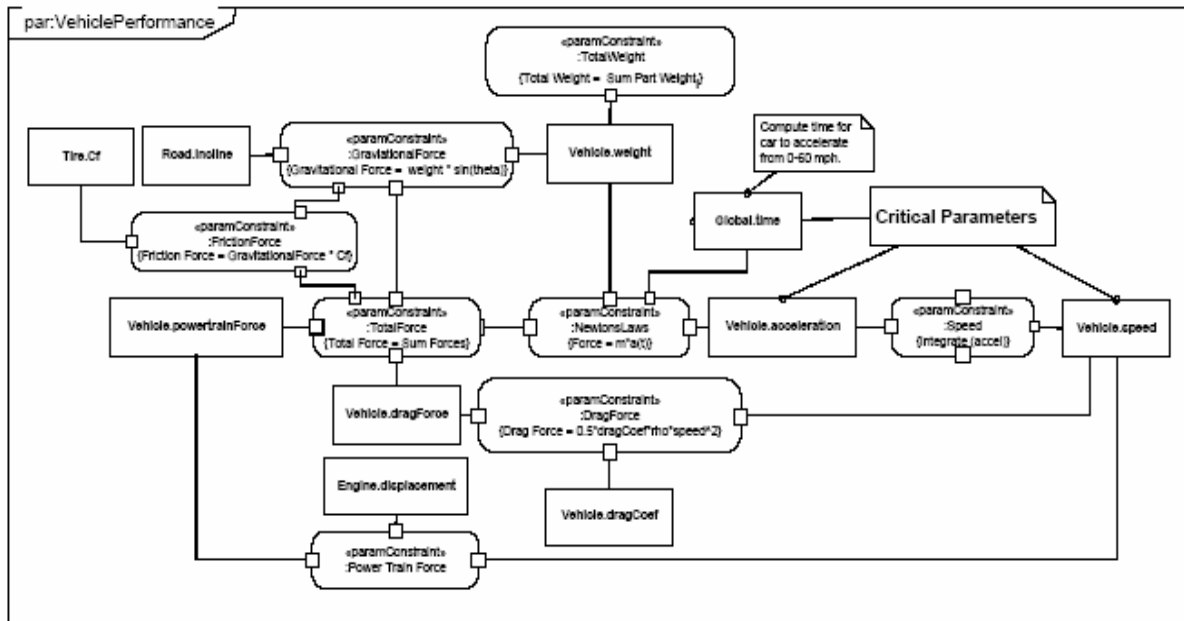 par:VehiclePerformance
«paramConstraint»
:TotalWeight
{Total Weight = Sum Part Weight}
Tire.Cf
Road.incline
«paramConstraint»
:GraviationalForce
{Gravitational Force = weight * sin(theta)}
Vehicle.weight
Compute time for
car to accelerate
from 0-60 mph.
«paramConstraint»
:FrictionForce
{Friction Force = GravitationalForce * Cf}
Global.time
Critical Parameters
Vehicle.powertrainForce
«paramConstraint»
:TotalForce
{Total Force = Sum Forces}
«paramConstraint»
:NewtonsLaws
{Force = m*a(t)}
Vehicle.acceleration
«paramConstraint»
:Speed
{Integrate (accel)}
Vehicle.speed
Vehicle.dragForce
«paramConstraint»
:DragForce
{Drag Force = 0.5*dragCoef*rho*speed^2}
Engine.displacement
Vehicle.dragCoef
«paramConstraint»
:Power Train Force